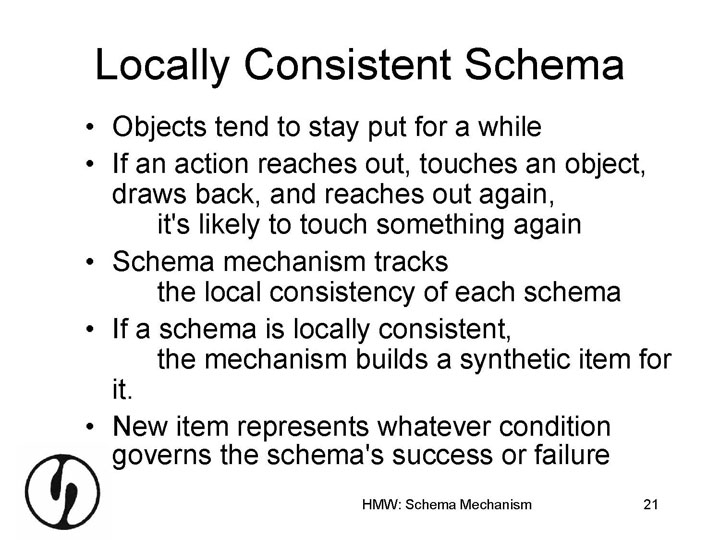 Locally Consistent Schema
• Objects tend to stay put for a while
• If an action reaches out, touches an object,
draws back, and reaches out again,
it's likely to touch something again
• Schema mechanism tracks
the local consistency of each schema
• If a schema is locally consistent,
the mechanism builds a synthetic item for
it.
• New item represents whatever condition
governs the schema's success or failure
HMW: Schema Mechanism 21